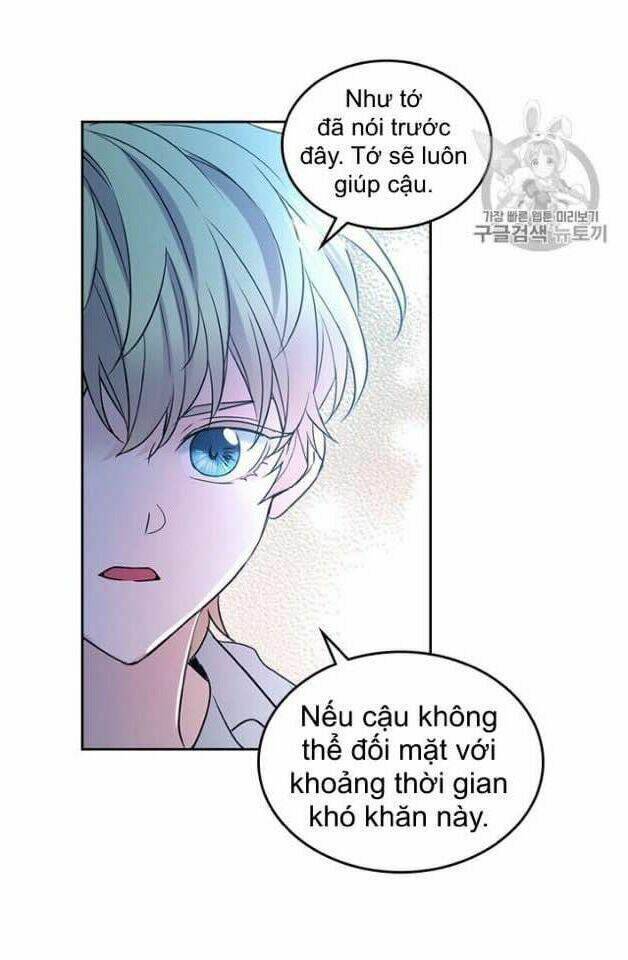 Như tớ
đã nói trước
đây. Tớ sẽ luôn
giúp cậu.
가장 빠른 웹툰 미리보기
구글검색 뉴토끼
Nếu cậu không
thể đối mặt với
khoảng thời gian
khó khăn này.